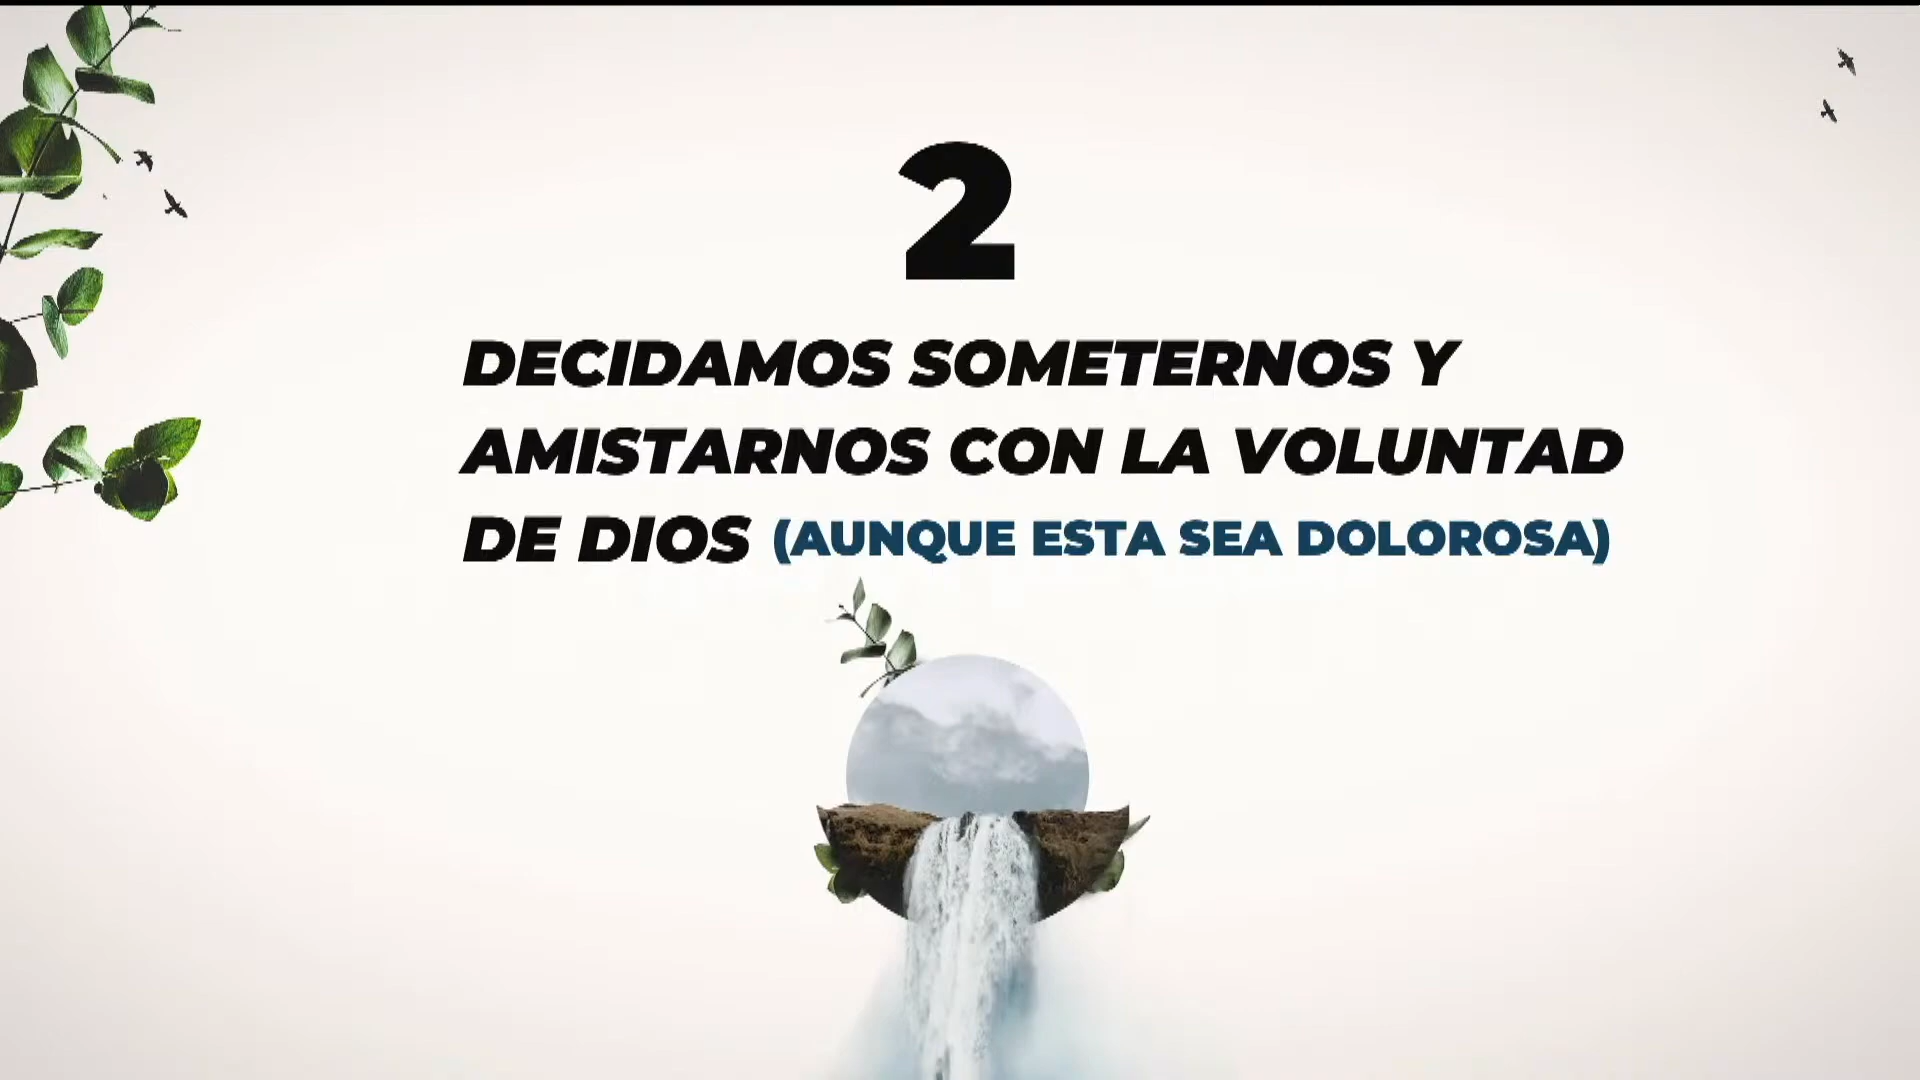 2
DECIDAMOS SOMETERNOS Y
AMISTARNOS CON LA VOLUNTAD
DE DIOS (AUNQUE ESTA SEA DOLOROSA)